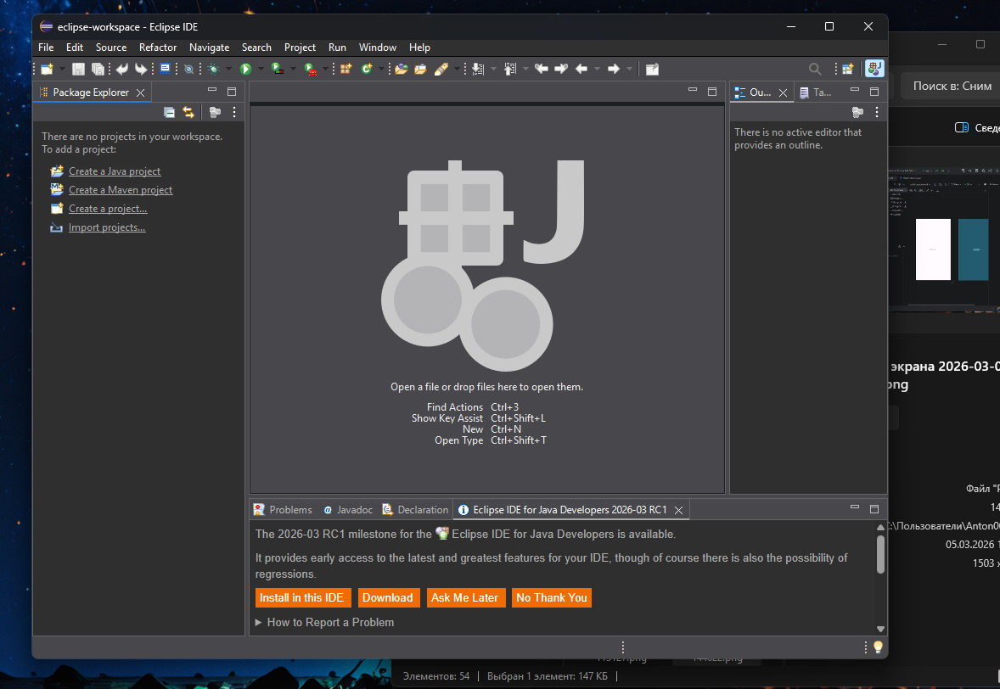 eclipse-workspace - Eclipse IDE
File Edit Source Refactor Navigate Search Project Run Window Help
Package Explorer
There are no projects in your workspace.
To add a project:
Create a Java project
Create a Maven project
Create a project...
Import projects...
Open a file or drop files here to open them.
Find Actions Ctrl+3
Show Key Assist Ctrl+Shift+L
New Ctrl+N
Open Type Ctrl+Shift+T
Ou... Ta...
There is no active editor that
provides an outline.
Problems Javadoc Declaration Eclipse IDE for Java Developers 2026-03 RC1
The 2026-03 RC1 milestone for the Eclipse IDE for Java Developers is available.
It provides early access to the latest and greatest features for your IDE, though of course there is also the possibility of
regressions.
Install in this IDE Download Ask Me Later No Thank You
How to Report a Problem
Поиск в: Сним
Сведе
экрана 2026-03-0
png
Файл "P
14
C:\Пользователи\Anton0
05.03.2026 1
1503 x
Элементов: 54 Выбран 1 элемент: 147 КБ